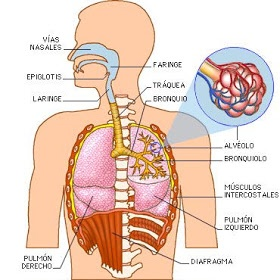 VÍAS
NASALES
EPIGLOTIS
LARINGE
FARINGE
TRÁQUEA
BRONQUIO
ALVÉOLO
BRONQUIOLO
MÚSCULOS
INTERCOSTALES
PULMÓN
IZQUIERDO
DIAFRAGMA
PULMÓN
DERECHO